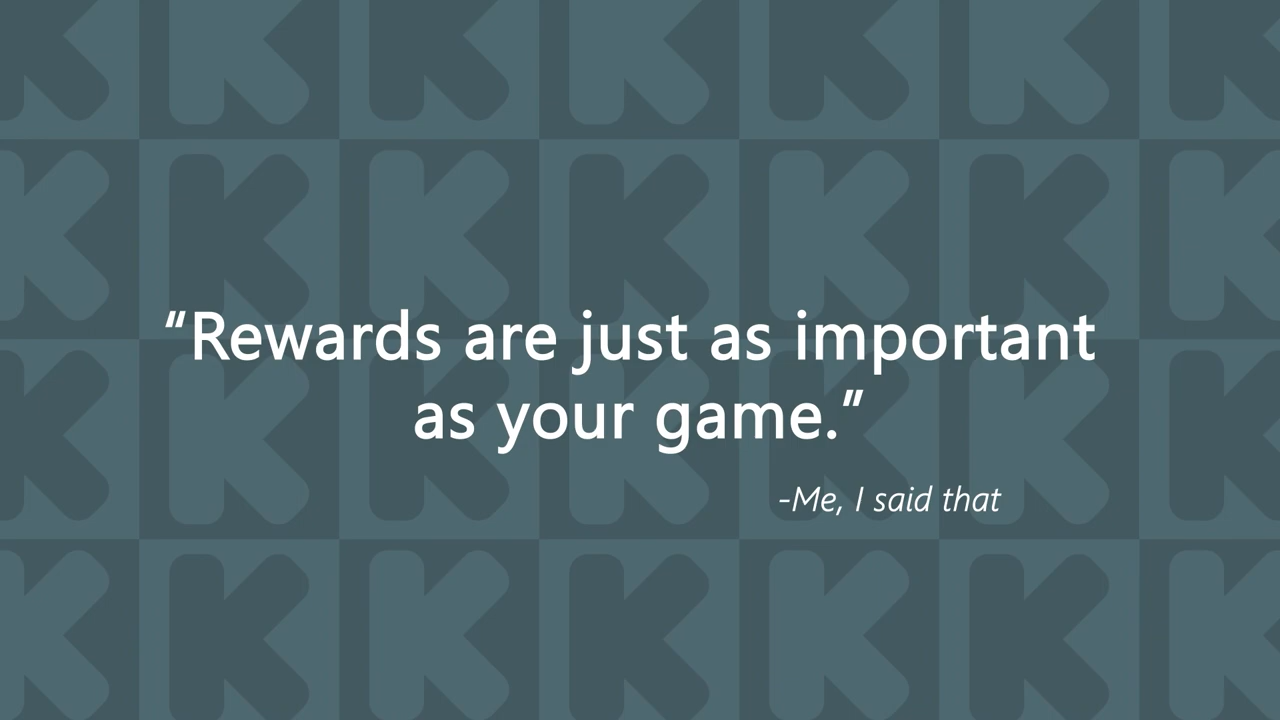 “Rewards are just as important
as your game.”
-Me, I said that